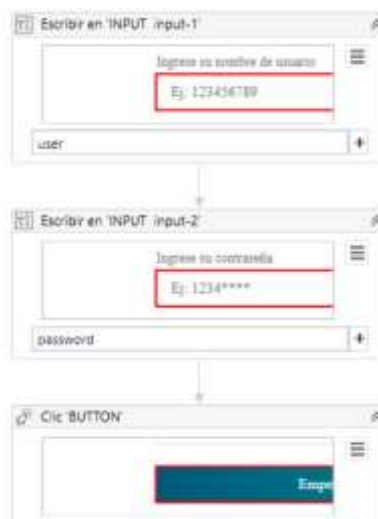 Escribir en 'INPUT input-1'
Ingrese su nombre de usuario
Ej: 123456789
user
+
Escribir en 'INPUT input-2'
Ingrese su contraseña
Ej: 1234****
password
+
Clic 'BUTTON'
Empe